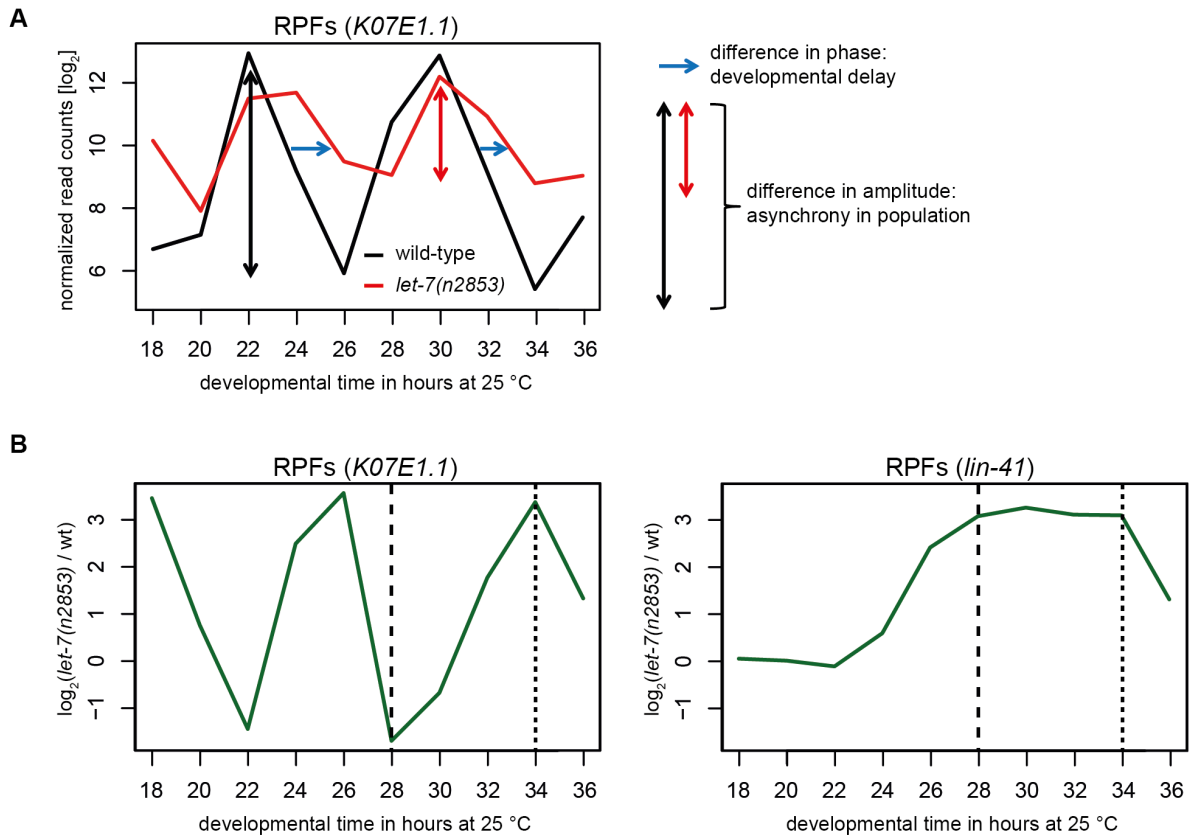 A
RPFs (K07E1.1)
normalized read counts [log2]
12
10
8
6
wild-type
let-7(n2853)
18 20 22 24 26 28 30 32 34 36
developmental time in hours at 25 °C
difference in phase:
developmental delay
difference in amplitude:
asynchrony in population
B
RPFs (K07E1.1)
log2(let-7(n2853) / wt)
3
2
1
0
−1
18 20 22 24 26 28 30 32 34 36
developmental time in hours at 25 °C
RPFs (lin-41)
log2(let-7(n2853) / wt)
3
2
1
0
−1
18 20 22 24 26 28 30 32 34 36
developmental time in hours at 25 °C